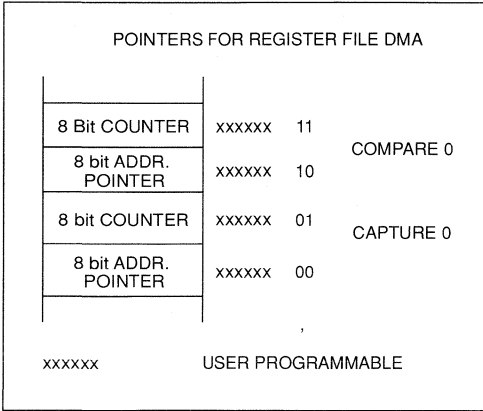 POINTERS FOR REGISTER FILE DMA
8 Bit COUNTER xxxxxx 11
COMPARE 0
8 bit ADDR.
POINTER xxxxxx 10
8 bit COUNTER xxxxxx 01
CAPTURE 0
8 bit ADDR.
POINTER xxxxxx 00
xxxxxx USER PROGRAMMABLE